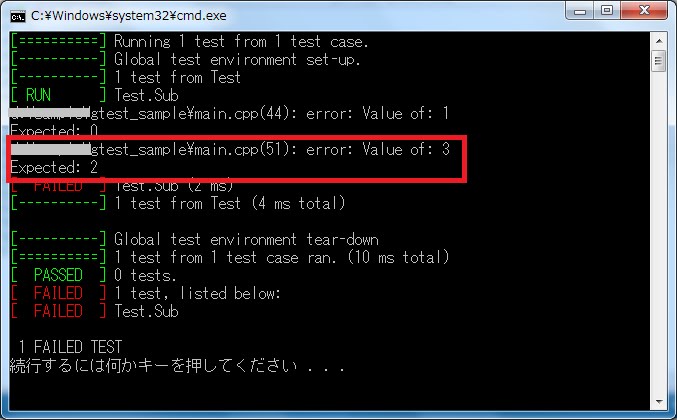 C:¥Windows¥system32¥cmd.exe
[==========] Running 1 test from 1 test case.
[----------] Global test environment set-up.
[----------] 1 test from Test
[ RUN      ] Test.Sub
gtest_sample¥main.cpp(44): error: Value of: 1
Expected: 0
gtest_sample¥main.cpp(51): error: Value of: 3
Expected: 2
[  FAILED  ] Test.Sub (2 ms)
[----------] 1 test from Test (4 ms total)
[----------] Global test environment tear-down
[==========] 1 test from 1 test case ran. (10 ms total)
[  PASSED  ] 0 tests.
[  FAILED  ] 1 test, listed below:
[  FAILED  ] Test.Sub
1 FAILED TEST
続行するには何かキーを押してください . . .